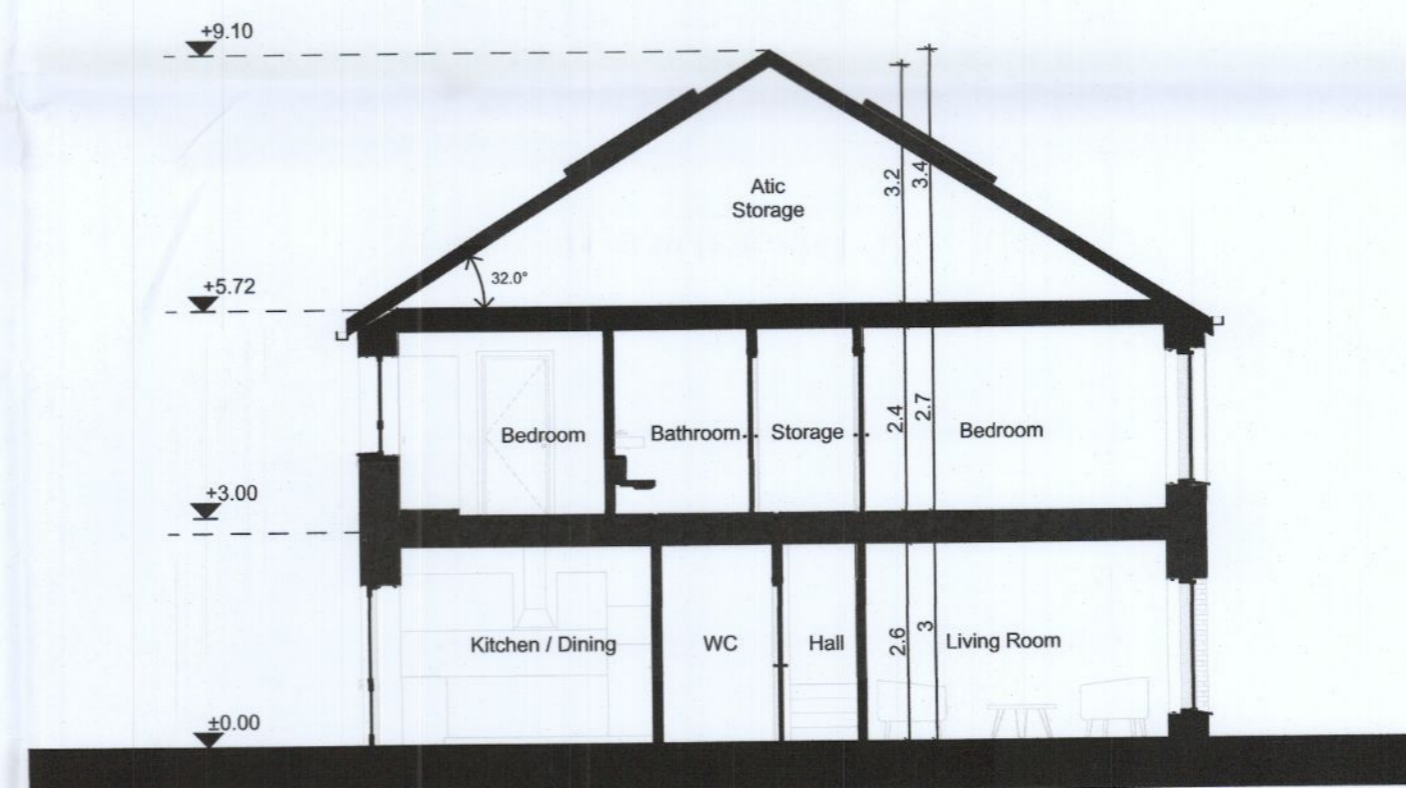 +9.10
3.2
3.4
Atic
Storage
32.0°
+5.72
2.4
2.7
Bedroom
Bathroom
Storage
Bedroom
+3.00
2.6
3
Kitchen / Dining
WC
Hall
Living Room
±0.00